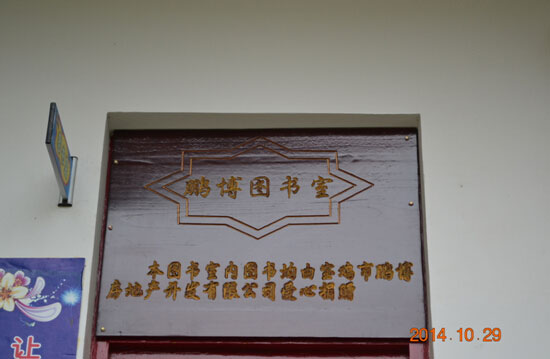 鹏博图书室
本图书室内图书均由宝鸡市鹏博
房地产开发有限公司爱心捐赠
让
2014.10.29